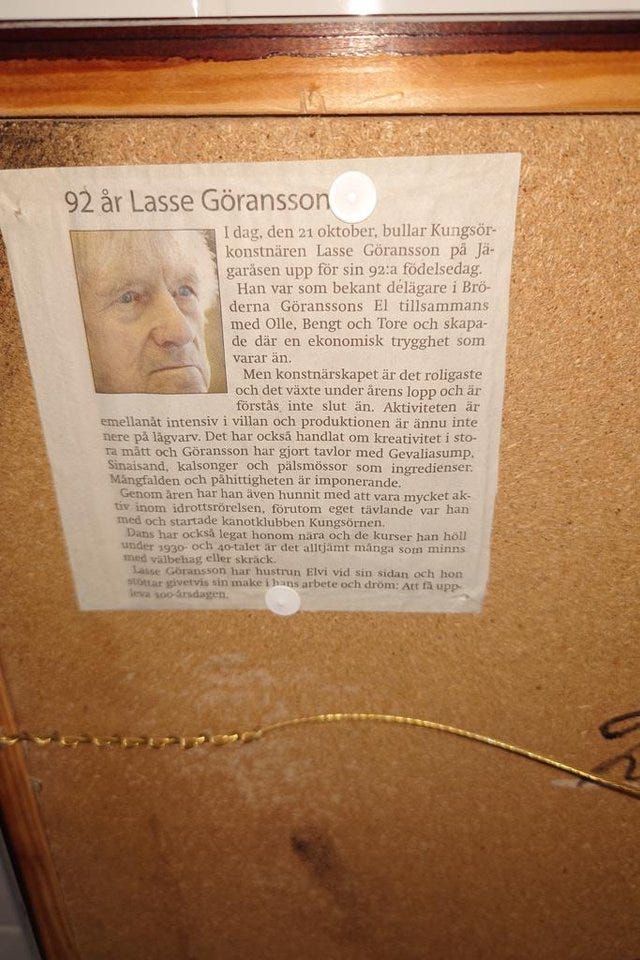 92 år Lasse Göransson
I dag, den 21 oktober, bullar Kungsör-
konstnären Lasse Göransson på Jä-
garåsen upp för sin 92:a födelsedag.
Han var som bekant delägare i Brö-
derna Göranssons El tillsammans
med Olle, Bengt och Tore och skapa-
de där en ekonomisk trygghet som
varar än.
Men konstnärskapet är det roligaste
och det växte under årens lopp och är
förstås inte slut än. Aktiviteten är
emellanåt intensiv i villan och produktionen är ännu inte
nere på lågvarv. Det har också handlat om kreativitet i sto-
ra mått och Göransson har gjort tavlor med Gevaliasump,
Sinaisand, kalsonger och pälsmössor som ingredienser.
Mångfalden och påhittigheten är imponerande.
Genom åren har han även hunnit med att vara mycket ak-
tiv inom idrottsrörelsen, förutom eget tävlande var han
med och startade kanotklubben Kungsörnen.
Dans har också legat honom nära och de kurser han höll
under 1930- och 40-talet är det alltjämt många som minns
med välbehag eller skräck.
Lasse Göransson har hustrun Elvi vid sin sidan och hon
stöttar givetvis sin make i hans arbete och dröm: Att få upp-
leva 100-årsdagen.